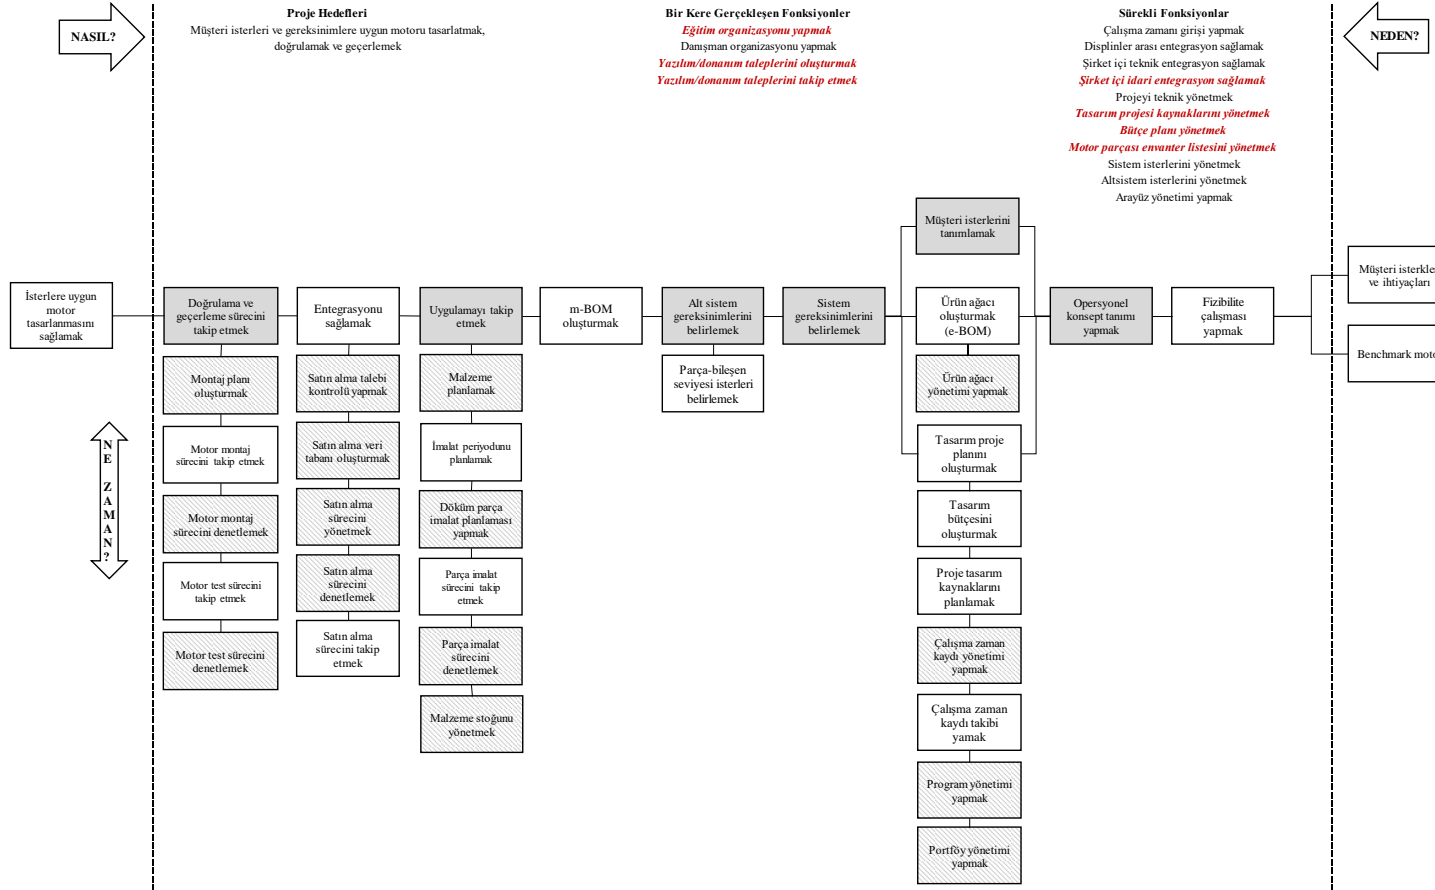 NASIL?
Proje Hedefleri
Müşteri isterleri ve gereksinimlere uygun motoru tasarlatmak,
doğrulamak ve geçerlemek
Bir Kere Gerçekleşen Fonksiyonlar
Eğitim organizasyonu yapmak
Danışman organizasyonu yapmak
Yazılım/donanım taleplerini oluşturmak
Yazılım/donanım taleplerini takip etmek
Sürekli Fonksiyonlar
Çalışma zamanı girişi yapmak
Displinler arası entegrasyon sağlamak
Şirket içi teknik entegrasyon sağlamak
Şirket içi idari entegrasyon sağlamak
Projeyi teknik yönetmek
Tasarım projesi kaynaklarını yönetmek
Bütçe planı yönetmek
Motor parçası envanter listesini yönetmek
Sistem isterlerini yönetmek
Altsistem isterlerini yönetmek
Arayüz yönetimi yapmak
NEDEN?
İsterlere uygun
motor
tasarlanmasını
sağlamak
NE ZAMAN?
Doğrulama ve
geçerleme sürecini
takip etmek
Montaj planı
oluşturmak
Motor montaj
sürecini takip etmek
Motor montaj
sürecini denetlemek
Motor test sürecini
takip etmek
Motor test sürecini
denetlemek
Entegrasyonu
sağlamak
Satın alma talebi
kontrolü yapmak
Satın alma veri
tabanı oluşturmak
Satın alma
sürecini
yönetmek
Satın alma
sürecini
denetlemek
Satın alma
sürecini takip
etmek
Uygulamayı takip
etmek
Malzeme
planlamak
İmalat periyodunu
planlamak
Döküm parça
imalat planlaması
yapmak
Parça imalat
sürecini takip
etmek
Parça imalat
sürecini
denetlemek
Malzeme stoğunu
yönetmek
m-BOM
oluşturmak
Alt sistem
gereksinimlerini
belirlemek
Parça-bileşen
seviyesi isterleri
belirlemek
Sistem
gereksinimlerini
belirlemek
Müşteri isterlerini
tanımlamak
Ürün ağacı
oluşturmak
(e-BOM)
Ürün ağacı
yönetimi yapmak
Tasarım proje
planını
oluşturmak
Tasarım
bütçesini
oluşturmak
Proje tasarım
kaynaklarını
planlamak
Çalışma zaman
kaydı yönetimi
yapmak
Çalışma zaman
kaydı takibi
yamak
Program yönetimi
yapmak
Portföy yönetimi
yapmak
Opersyonel
konsept tanımı
yapmak
Fizibilite
çalışması
yapmak
Müşteri isterkle
ve ihtiyaçları
Benchmark moto